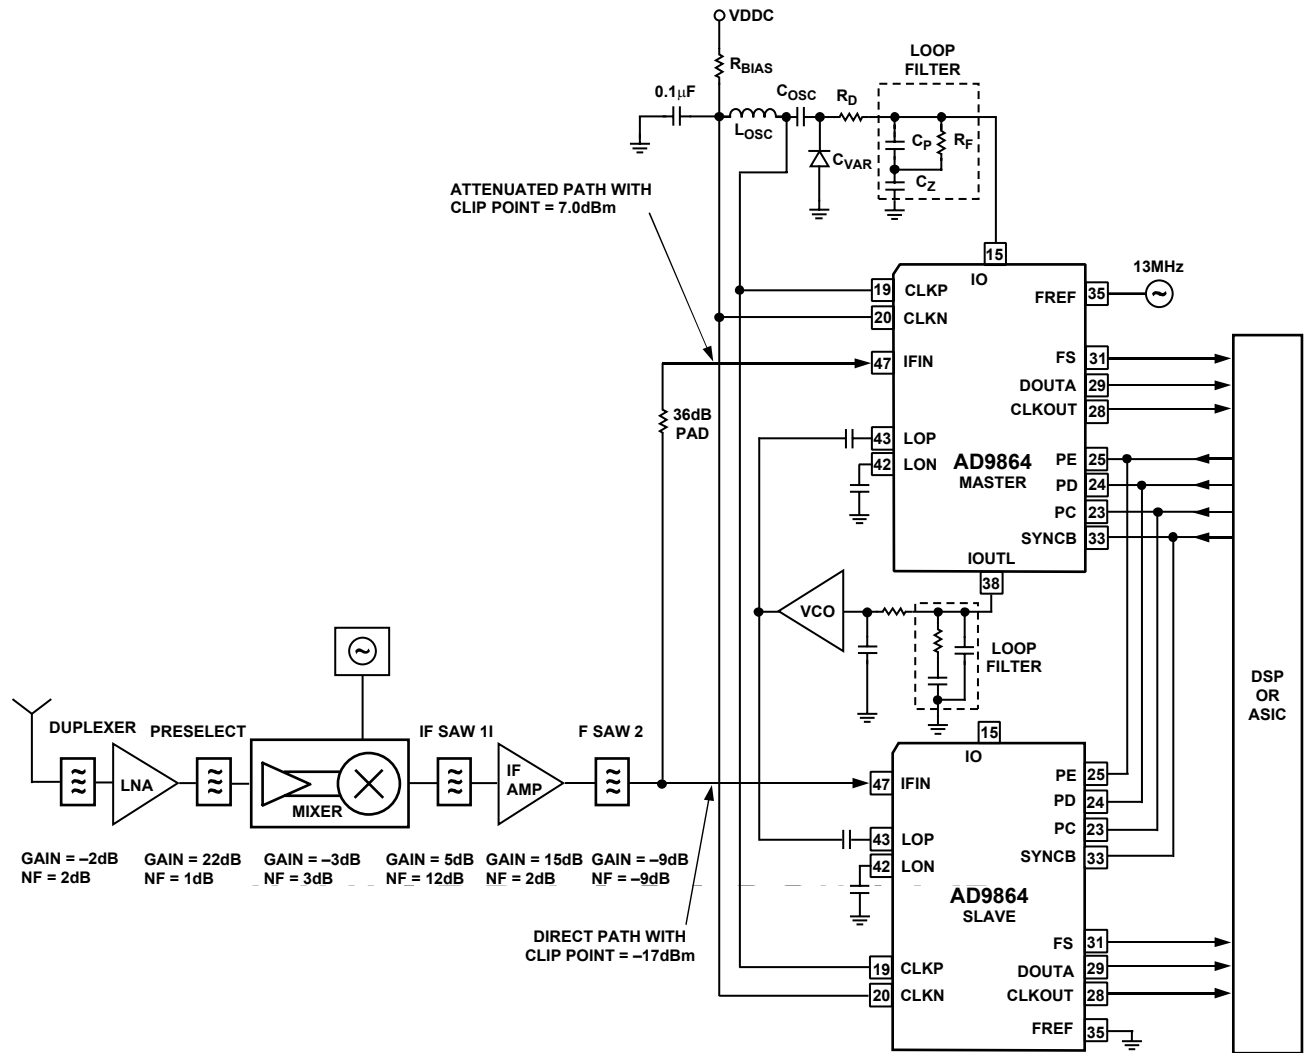 VDDC
RBIAS
LOOP
FILTER
0.1µF
COSC
RD
LOSC
CP
RF
CVAR
CZ
ATTENUATED PATH WITH
CLIP POINT = 7.0dBm
15
IO
13MHz
19
CLKP
FREF
35
~
20
CLKN
47
IFIN
FS
31
DOUTA
29
CLKOUT
28
36dB
PAD
43
LOP
42
LON
AD9864
MASTER
PE
25
PD
24
PC
23
SYNCB
33
IOUTL
38
VCO
LOOP
FILTER
DSP
OR
ASIC
~
DUPLEXER
PRESELECT
IF SAW 1I
F SAW 2
LNA
MIXER
IF
AMP
15
IO
47
IFIN
PE
25
PD
24
PC
23
SYNCB
33
43
LOP
42
LON
GAIN = –2dB
NF = 2dB
GAIN = 22dB
NF = 1dB
GAIN = –3dB
NF = 3dB
GAIN = 5dB
NF = 12dB
GAIN = 15dB
NF = 2dB
GAIN = –9dB
NF = –9dB
AD9864
SLAVE
DIRECT PATH WITH
CLIP POINT = –17dBm
FS
31
19
CLKP
DOUTA
29
20
CLKN
CLKOUT
28
FREF
35